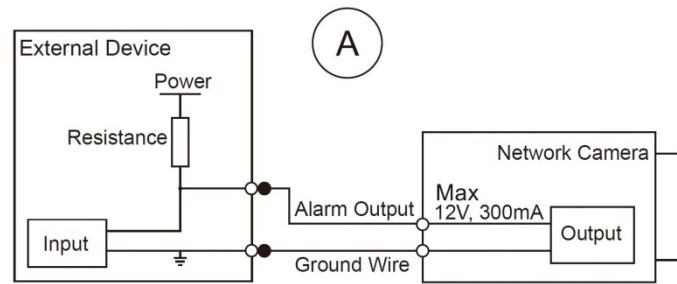 A
External Device
Power
Resistance
Network Camera
Alarm Output
Max
12V, 300mA
Input
Output
Ground Wire